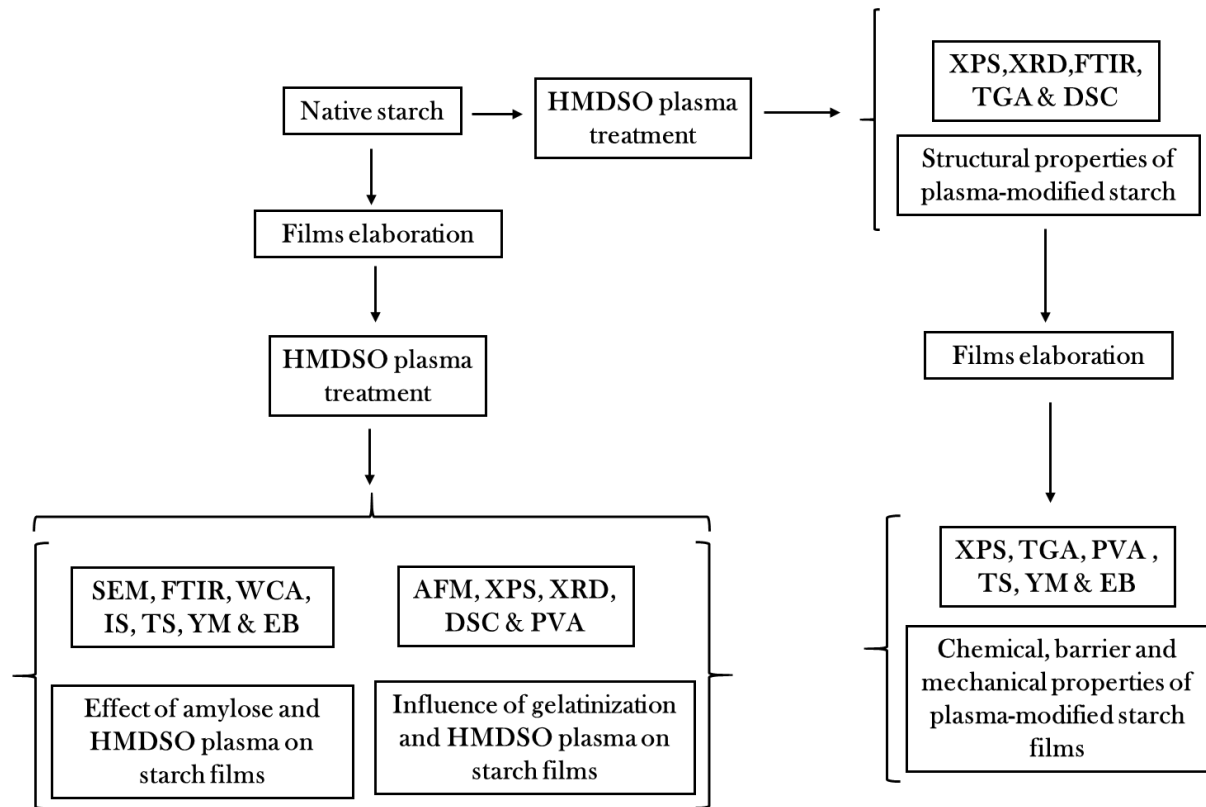 XPS,XRD,FTIR,
TGA & DSC
Native starch
HMDSO plasma
treatment
Structural properties of
plasma-modified starch
Films elaboration
HMDSO plasma
treatment
Films elaboration
SEM, FTIR, WCA,
IS, TS, YM & EB
AFM, XPS, XRD,
DSC & PVA
XPS, TGA, PVA ,
TS, YM & EB
Effect of amylose and
HMDSO plasma on
starch films
Influence of gelatinization
and HMDSO plasma on
starch films
Chemical, barrier and
mechanical properties of
plasma-modified starch
films